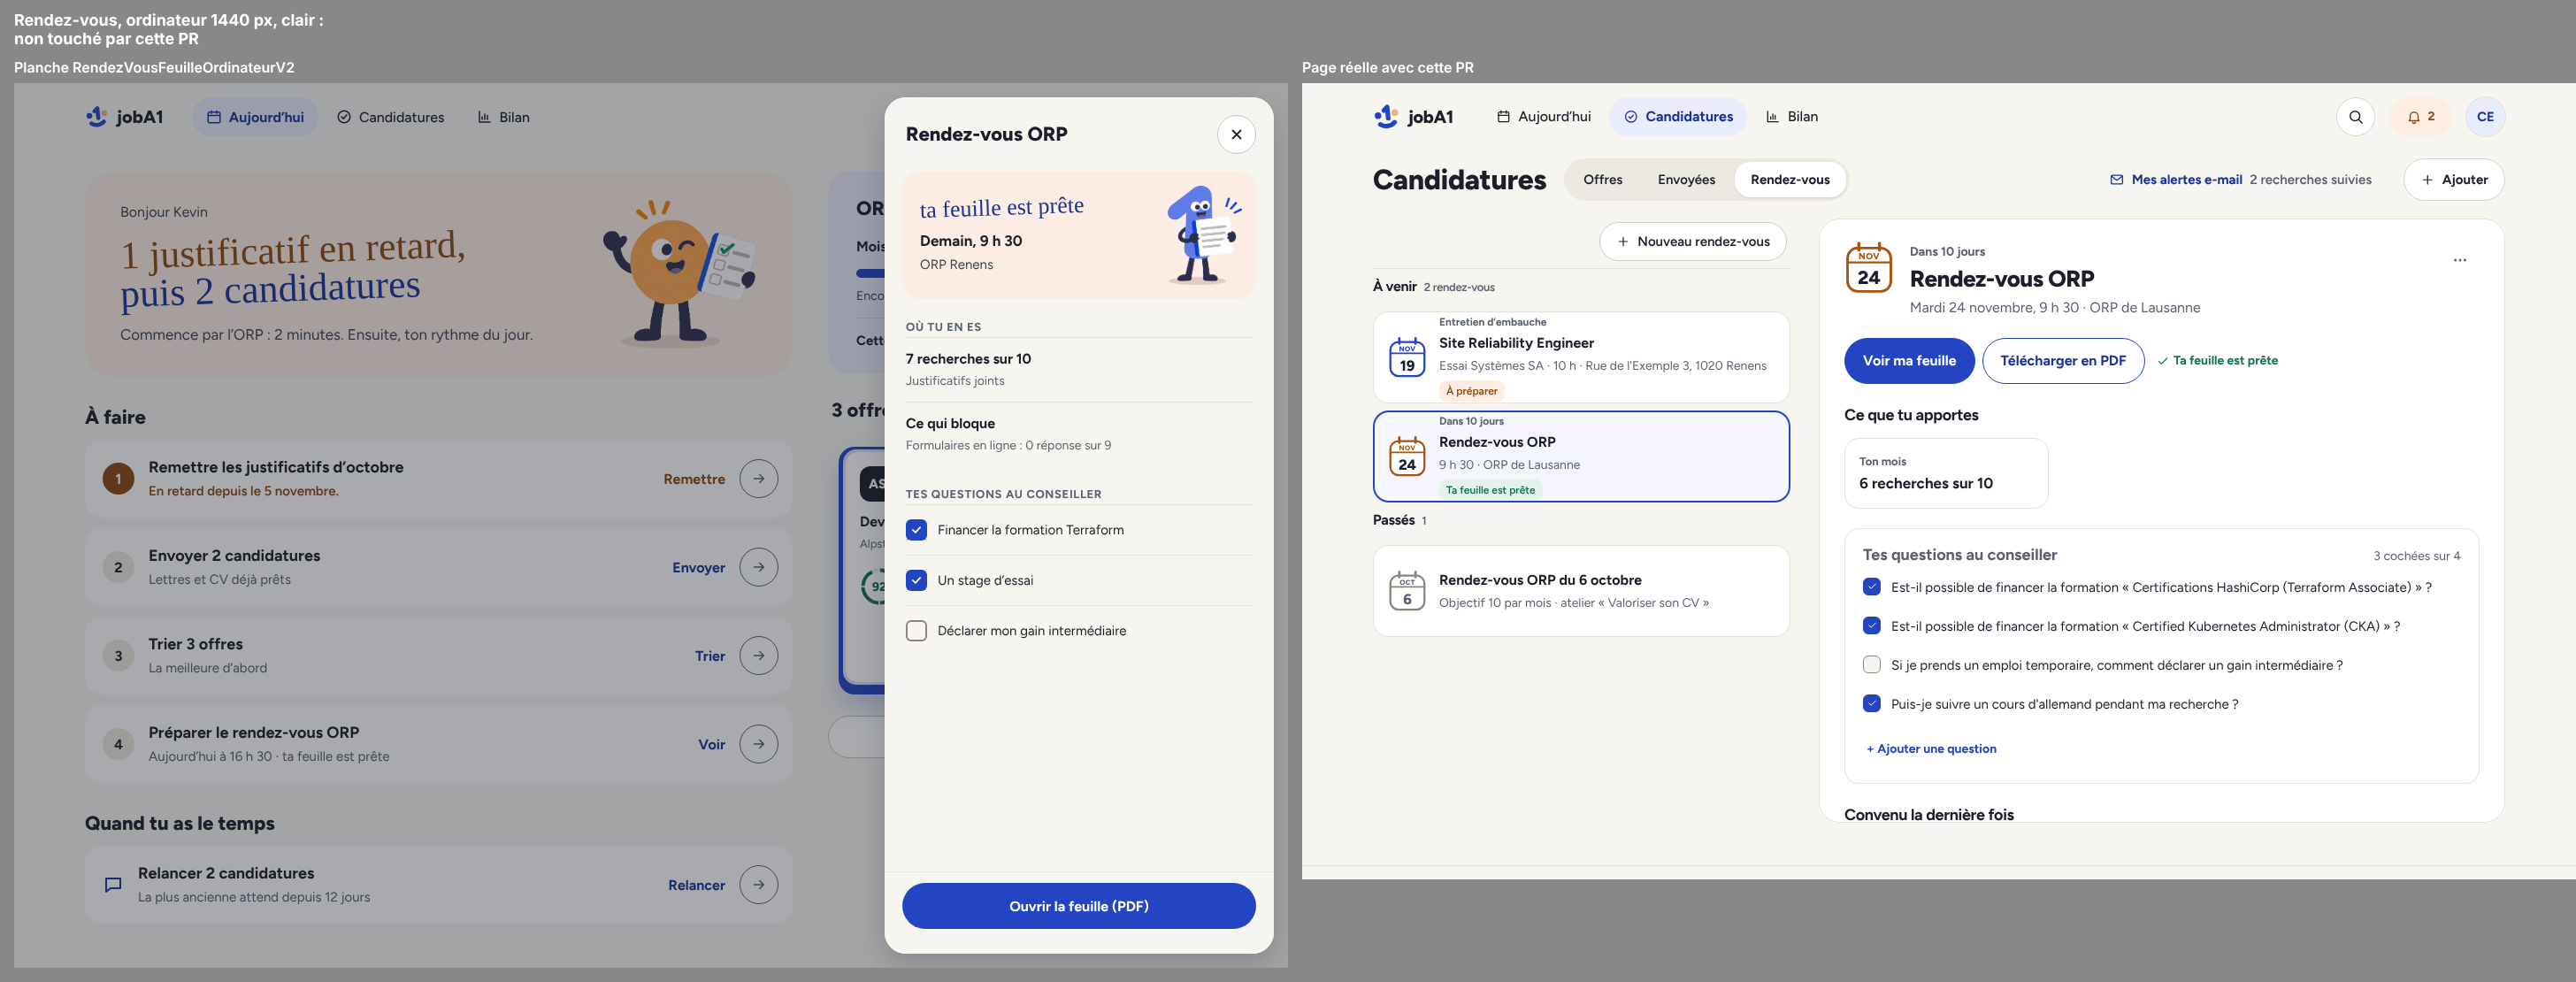 Rendez-vous, ordinateur 1440 px, clair :
non touché par cette PR
Planche RendezVousFeuilleOrdinateurV2
jobA1
Aujourd'hui
Candidatures
Bilan
Bonjour Kevin
1 justificatif en retard,
puis 2 candidatures
Commence par l'ORP : 2 minutes. Ensuite, ton rythme du jour.
À faire
1
Remettre les justificatifs d'octobre
En retard depuis le 5 novembre.
Remettre
2
Envoyer 2 candidatures
Lettres et CV déjà prêts
Envoyer
3
Trier 3 offres
La meilleure d'abord
Trier
4
Préparer le rendez-vous ORP
Aujourd'hui à 16 h 30 · ta feuille est prête
Voir
Quand tu as le temps
Relancer 2 candidatures
La plus ancienne attend depuis 12 jours
Relancer
OR
Mois
Enco
Cett
3 offr
AS
Dev
Alps
92
Rendez-vous ORP
ta feuille est prête
Demain, 9 h 30
ORP Renens
OÙ TU EN ES
7 recherches sur 10
Justificatifs joints
Ce qui bloque
Formulaires en ligne : 0 réponse sur 9
TES QUESTIONS AU CONSEILLER
Financer la formation Terraform
Un stage d'essai
Déclarer mon gain intermédiaire
Ouvrir la feuille (PDF)
Page réelle avec cette PR
jobA1
Aujourd'hui
Candidatures
Bilan
2
CE
Candidatures
Offres
Envoyées
Rendez-vous
Mes alertes e-mail 2 recherches suivies
+ Ajouter
+ Nouveau rendez-vous
À venir 2 rendez-vous
NOV
19
Entretien d'embauche
Site Reliability Engineer
Essai Systèmes SA · 10 h · Rue de l'Exemple 3, 1020 Renens
À préparer
NOV
24
Dans 10 jours
Rendez-vous ORP
9 h 30 · ORP de Lausanne
Ta feuille est prête
Passés 1
OCT
6
Rendez-vous ORP du 6 octobre
Objectif 10 par mois · atelier « Valoriser son CV »
NOV
24
Dans 10 jours
Rendez-vous ORP
Mardi 24 novembre, 9 h 30 · ORP de Lausanne
...
Voir ma feuille
Télécharger en PDF
Ta feuille est prête
Ce que tu apportes
Ton mois
6 recherches sur 10
Tes questions au conseiller
3 cochées sur 4
Est-il possible de financer la formation « Certifications HashiCorp (Terraform Associate) » ?
Est-il possible de financer la formation « Certified Kubernetes Administrator (CKA) » ?
Si je prends un emploi temporaire, comment déclarer un gain intermédiaire ?
Puis-je suivre un cours d'allemand pendant ma recherche ?
+ Ajouter une question
Convenu la dernière fois